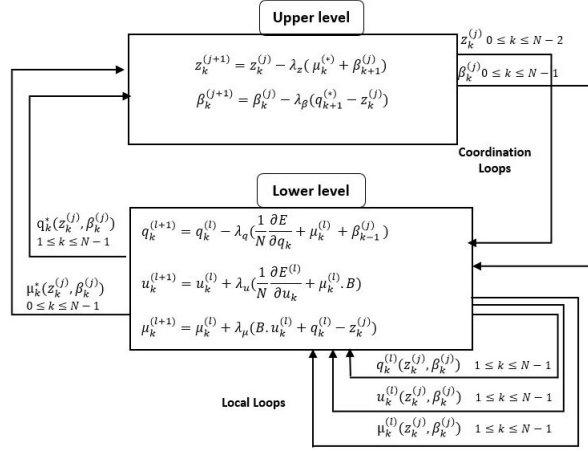 Upper level
z_k^{(j+1)} = z_k^{(j)} − λ_z( μ_k^{(*)} + β_{k+1}^{(j)})
β_k^{(j+1)} = β_k^{(j)} − λ_β(q_{k+1}^{(*)} − z_k^{(j)})
z_k^{(j)} 0 ≤ k ≤ N−2
β_k^{(j)} 0 ≤ k ≤ N−1
Coordination
Loops
Lower level
q_k^*(z_k^{(j)}, β_k^{(j)})
1 ≤ k ≤ N−1
μ_k^*(z_k^{(j)}, β_k^{(j)})
0 ≤ k ≤ N−1
q_k^{(l+1)} = q_k^{(l)} − λ_q(\frac{1}{N} \frac{∂E}{∂q_k} + μ_k^{(l)} + β_{k−1}^{(j)})
u_k^{(l+1)} = u_k^{(l)} + λ_u(\frac{1}{N} \frac{∂E^{(l)}}{∂u_k} + μ_k^{(l)}.B)
μ_k^{(l+1)} = μ_k^{(l)} + λ_μ(B.u_k^{(l)} + q_k^{(l)} − z_k^{(j)})
q_k^{(l)}(z_k^{(j)}, β_k^{(j)}) 1 ≤ k ≤ N−1
u_k^{(l)}(z_k^{(j)}, β_k^{(j)}) 1 ≤ k ≤ N−1
μ_k^{(l)}(z_k^{(j)}, β_k^{(j)}) 1 ≤ k ≤ N−1
Local Loops